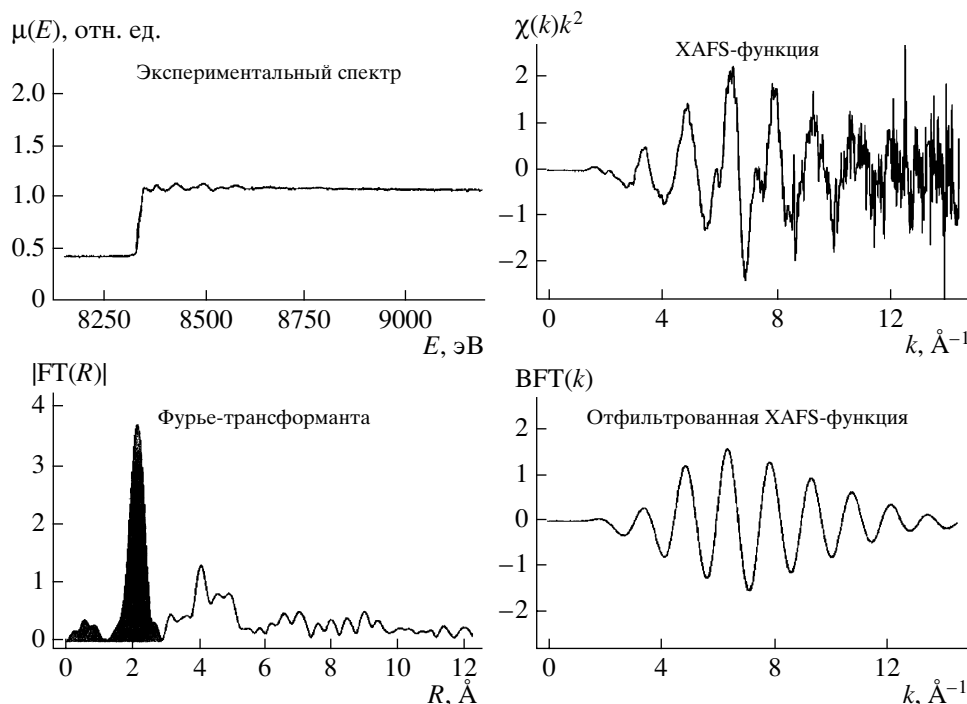 μ(E), отн. ед.
Экспериментальный спектр
2.0
1.5
1.0
0.5
0
8250 8500 8750 9000
E, эВ
χ(k)k²
XAFS-функция
2
1
0
−1
−2
0 4 8 12
k, Å⁻¹
|FT(R)|
Фурье-трансформанта
4
3
2
1
0
0 2 4 6 8 10 12
R, Å
BFT(k)
Отфильтрованная XAFS-функция
2
1
0
−1
−2
0 4 8 12
k, Å⁻¹